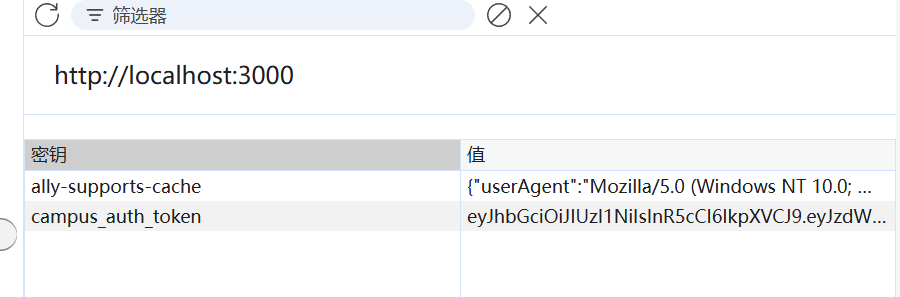 筛选器
http://localhost:3000
密钥 值
ally-supports-cache {"userAgent":"Mozilla/5.0 (Windows NT 10.0; ...
campus_auth_token eyJhbGciOiJIUzI1NiIsInR5cCI6IkpXVCJ9.eyJzdW...